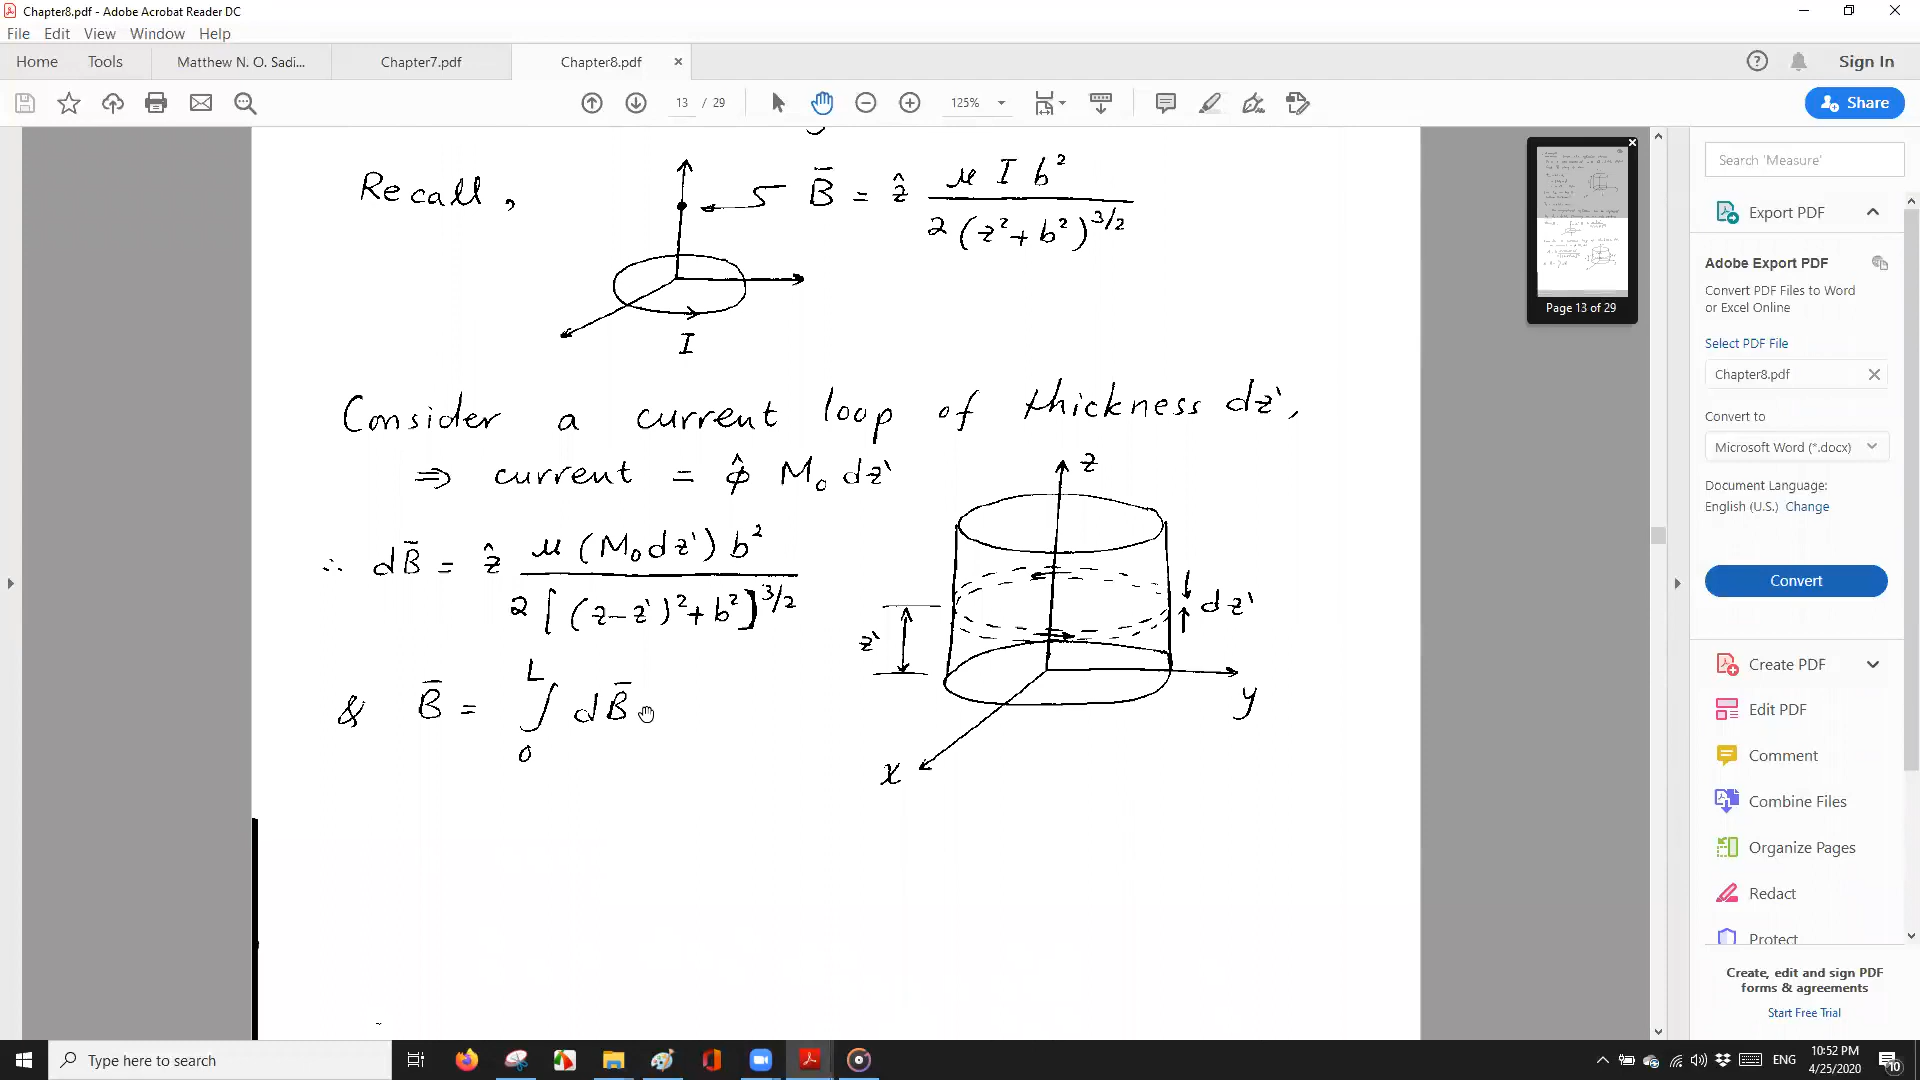 Chapter8.pdf - Adobe Acrobat Reader DC
File Edit View Window Help
Home Tools Matthew N. O. Sadi... Chapter7.pdf Chapter8.pdf × Sign In
13 / 29 125% Share
Recall, B̄ = ẑ μ I b² / 2 (z² + b²)^3/2
I
Consider a current loop of thickness dz',
⇒ current = φ̂ M₀ dz'
∴ dB̄ = ẑ μ (M₀ dz') b² / 2 [(z-z')² + b²]^3/2
& B̄ = ∫₀ᴸ dB̄
z
z'
dz'
y
x
Page 13 of 29
Search 'Measure'
Export PDF
Adobe Export PDF
Convert PDF Files to Word
or Excel Online
Select PDF File
Chapter8.pdf ×
Convert to
Microsoft Word (*.docx)
Document Language:
English (U.S.) Change
Convert
Create PDF
Edit PDF
Comment
Combine Files
Organize Pages
Redact
Protect
Create, edit and sign PDF
forms & agreements
Start Free Trial
Type here to search
ENG
10:52 PM
4/25/2020
10